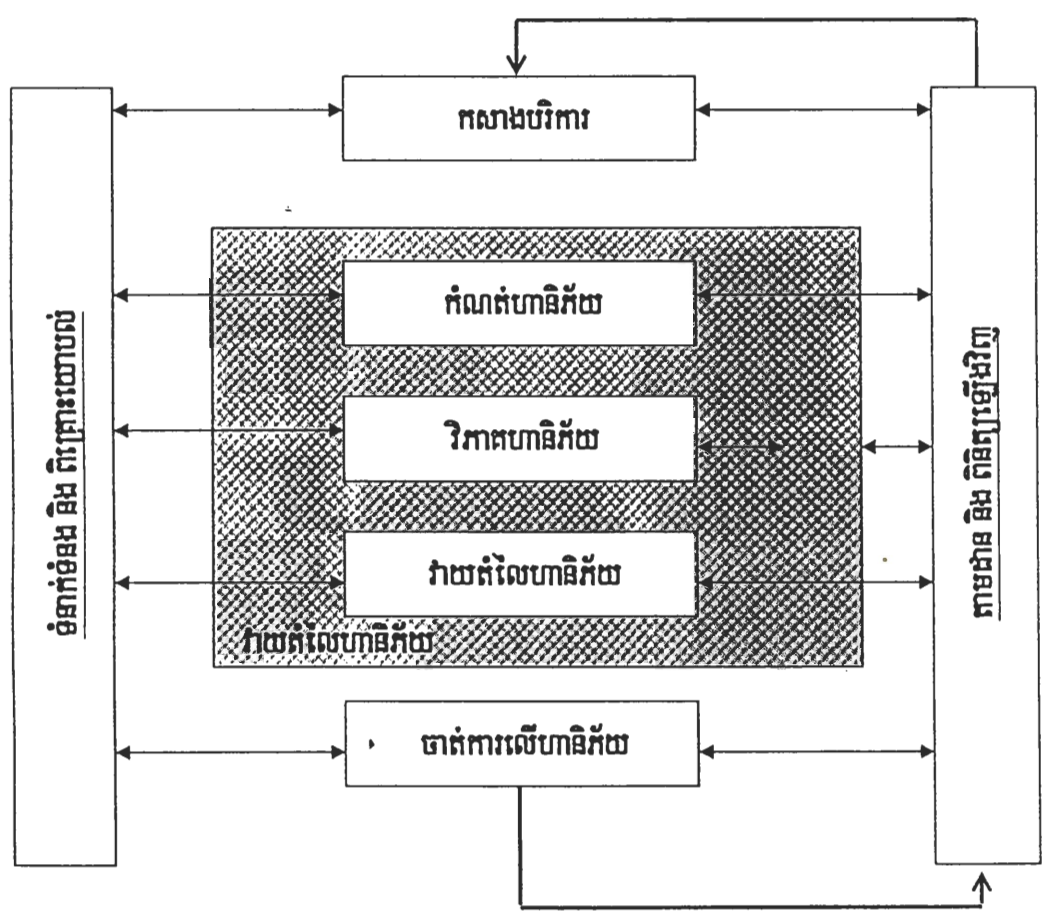 កសាងបរិការ
ទំនាក់ទំនង និង ពិគ្រោះយោបល់
កំណត់ហានិភ័យ
វិភាគហានិភ័យ
វាយតំលៃហានិភ័យ
វាយតំលៃហានិភ័យ
តាមដាន និង ពិនិត្យឡើងវិញ
ចាត់ការលើហានិភ័យ